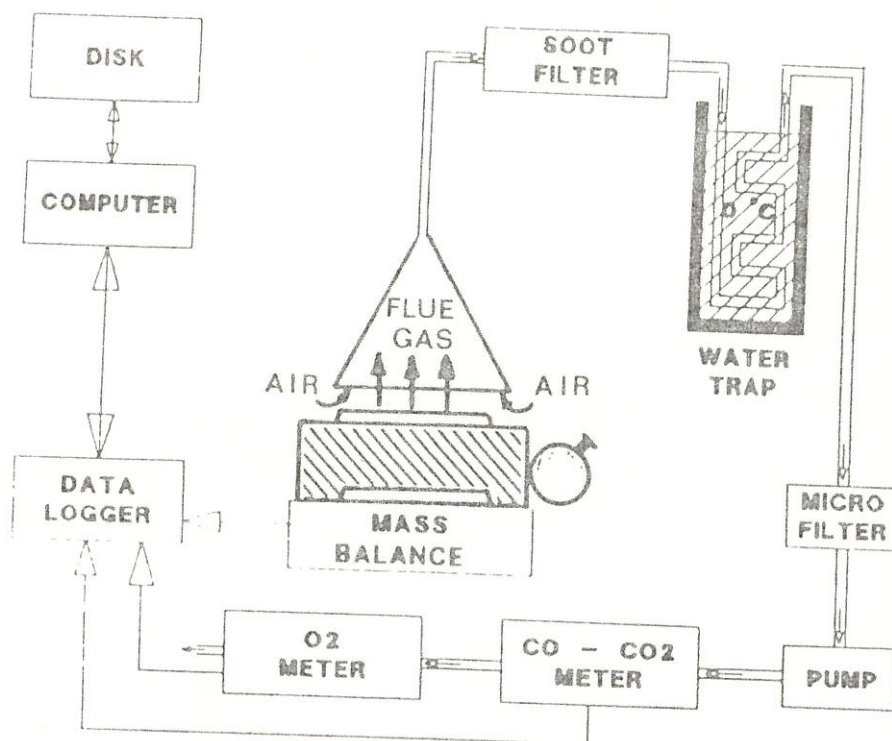 DISK
COMPUTER
DATA
LOGGER
SOOT
FILTER
0 °C
WATER
TRAP
FLUE
GAS
AIR
AIR
MASS
BALANCE
MICRO
FILTER
PUMP
CO - CO2
METER
O2
METER